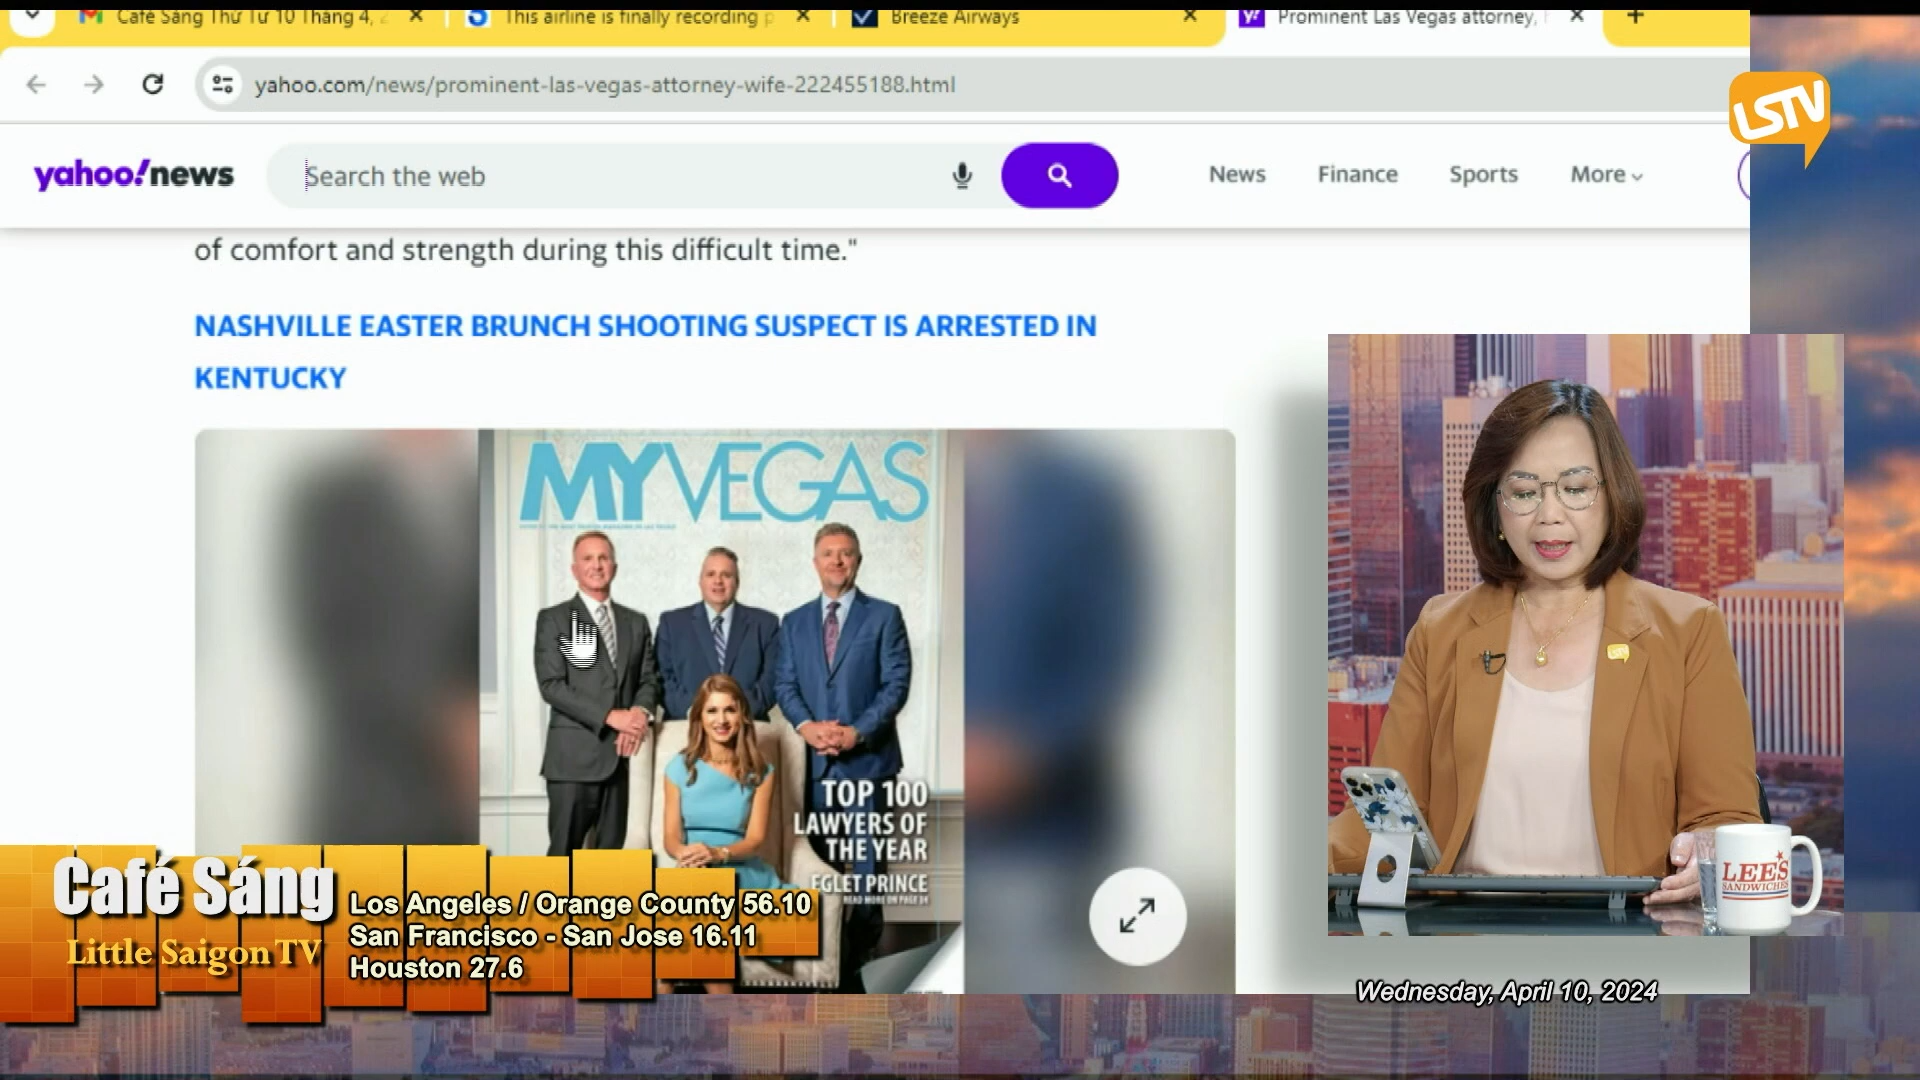 Café Sáng Thứ Tư 10 Tháng 4, 2
This airline is finally recording p
Breeze Airways
Prominent Las Vegas attorney,
yahoo.com/news/prominent-las-vegas-attorney-wife-222455188.html
LSTV
yahoo!news
Search the web
News
Finance
Sports
More
of comfort and strength during this difficult time."
NASHVILLE EASTER BRUNCH SHOOTING SUSPECT IS ARRESTED IN
KENTUCKY
MYVEGAS
TOP 100
LAWYERS OF
THE YEAR
EGLET PRINCE
LEE'S
SANDWICHES
Café Sáng
Little Saigon TV
Los Angeles / Orange County 56.10
San Francisco - San Jose 16.11
Houston 27.6
Wednesday, April 10, 2024